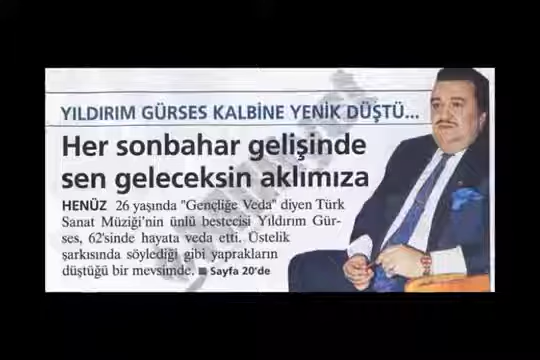 YILDIRIM GÜRSES KALBİNE YENİK DÜŞTÜ...
Her sonbahar gelişinde
sen geleceksin aklımıza
HENÜZ 26 yaşında "Gençliğe Veda" diyen Türk
Sanat Müziği'nin ünlü bestecisi Yıldırım Gür-
ses, 62'sinde hayata veda etti. Üstelik
şarkısında söylediği gibi yaprakların
düştüğü bir mevsimde. ■ Sayfa 20'de